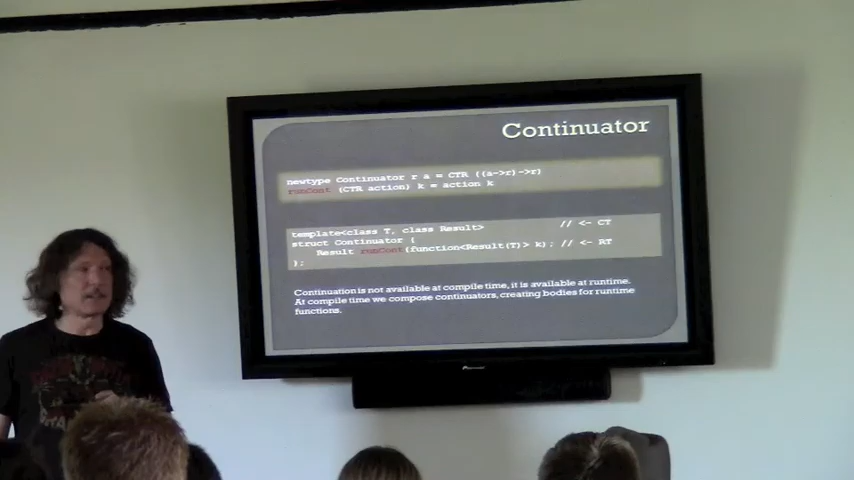 Continuator
newtype Continuator r a = CTR ((a->r)->r)
runCont (CTR action) k = action k
template<class T, class Result> // <- CT
struct Continuator {
Result runCont(function<Result(T)> k); // <- RT
};
Continuation is not available at compile time, it is available at runtime.
At compile time we compose continuators, creating bodies for runtime
functions.
Pioneer